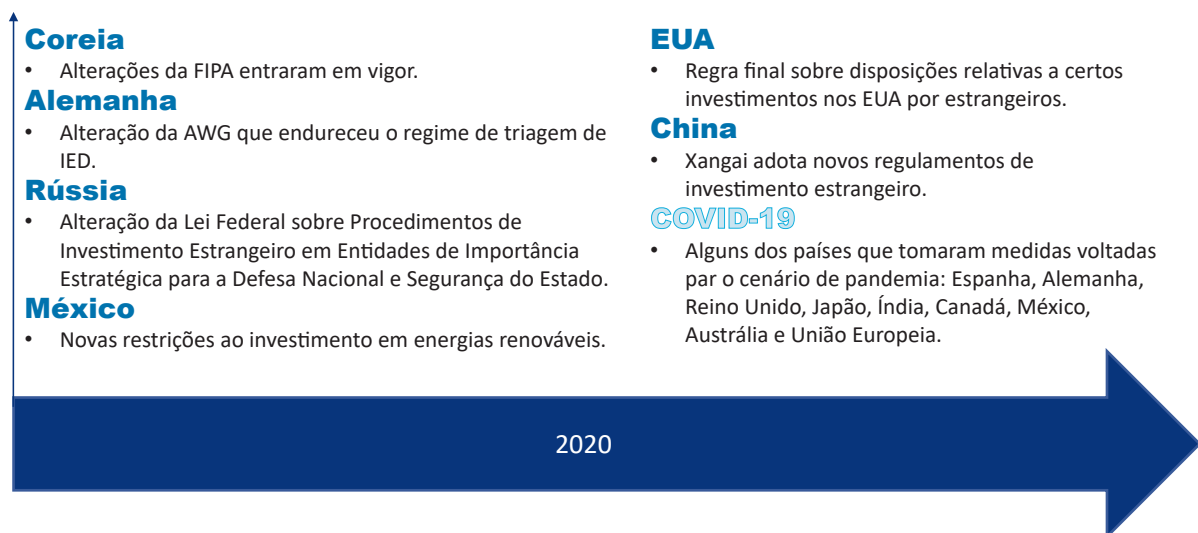 Coreia
• Alterações da FIPA entraram em vigor.
Alemanha
• Alteração da AWG que endureceu o regime de triagem de
IED.
Rússia
• Alteração da Lei Federal sobre Procedimentos de
Investimento Estrangeiro em Entidades de Importância
Estratégica para a Defesa Nacional e Segurança do Estado.
México
• Novas restrições ao investimento em energias renováveis.
EUA
• Regra final sobre disposições relativas a certos
investimentos nos EUA por estrangeiros.
China
• Xangai adota novos regulamentos de
investimento estrangeiro.
COVID-19
• Alguns dos países que tomaram medidas voltadas
par o cenário de pandemia: Espanha, Alemanha,
Reino Unido, Japão, Índia, Canadá, México,
Austrália e União Europeia.
2020